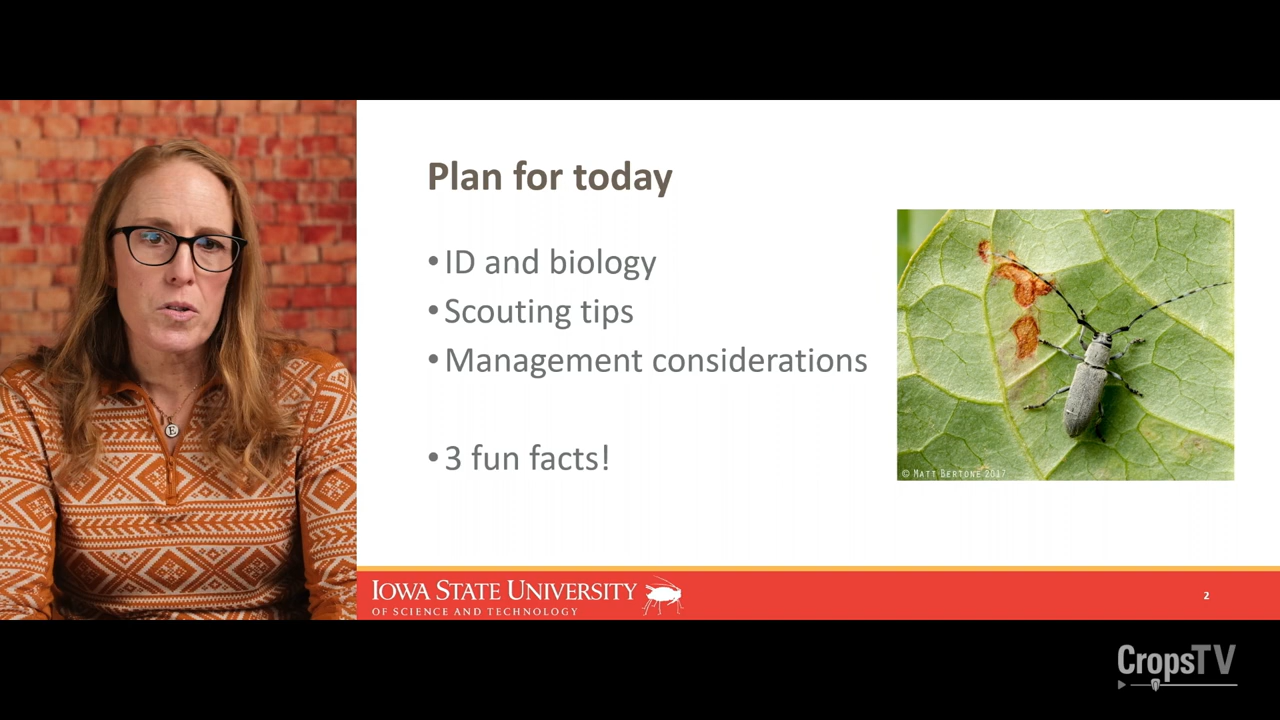 Plan for today
• ID and biology
• Scouting tips
• Management considerations
• 3 fun facts!
© Matt Bertone 2017
E
Iowa State University
OF SCIENCE AND TECHNOLOGY
2
CropsTV